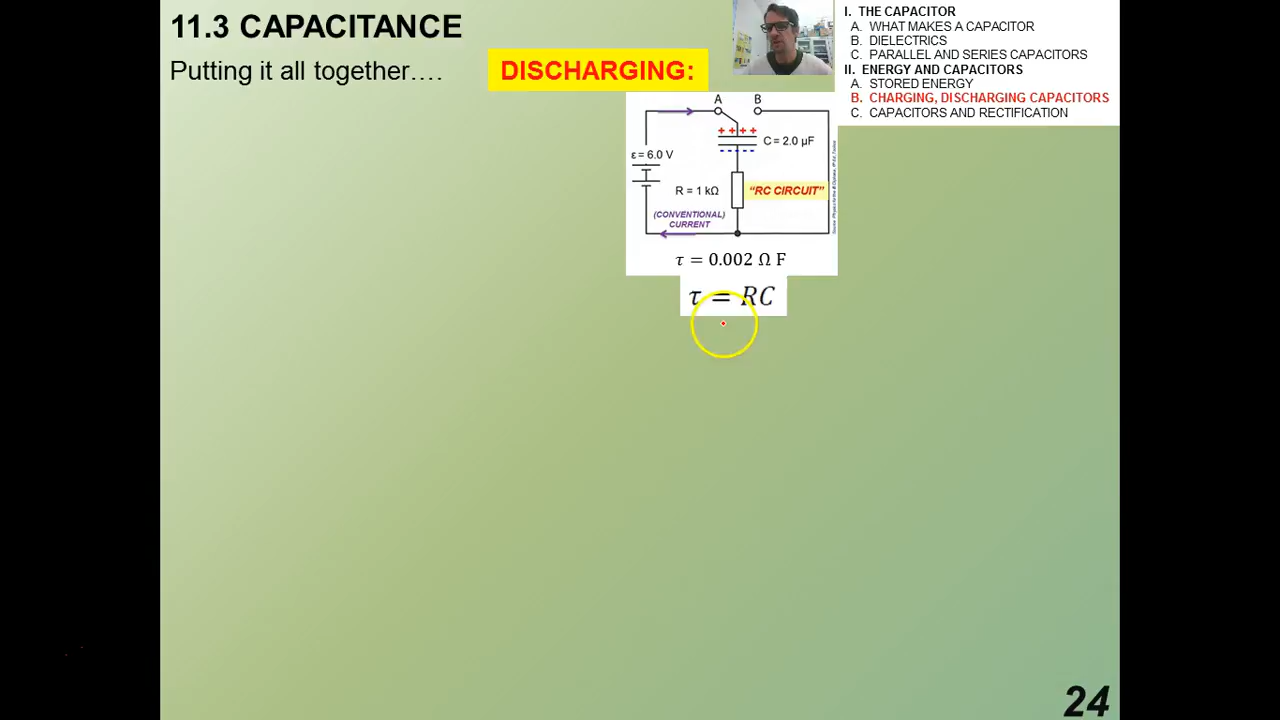 11.3 CAPACITANCE
Putting it all together….
DISCHARGING:
I. THE CAPACITOR
A. WHAT MAKES A CAPACITOR
B. DIELECTRICS
C. PARALLEL AND SERIES CAPACITORS
II. ENERGY AND CAPACITORS
A. STORED ENERGY
B. CHARGING, DISCHARGING CAPACITORS
C. CAPACITORS AND RECTIFICATION
A B
+ + + +
C = 2.0 µF
- - - - -
ε = 6.0 V
R = 1 kΩ
"RC CIRCUIT"
(CONVENTIONAL)
CURRENT
τ = 0.002 Ω F
τ = RC
24